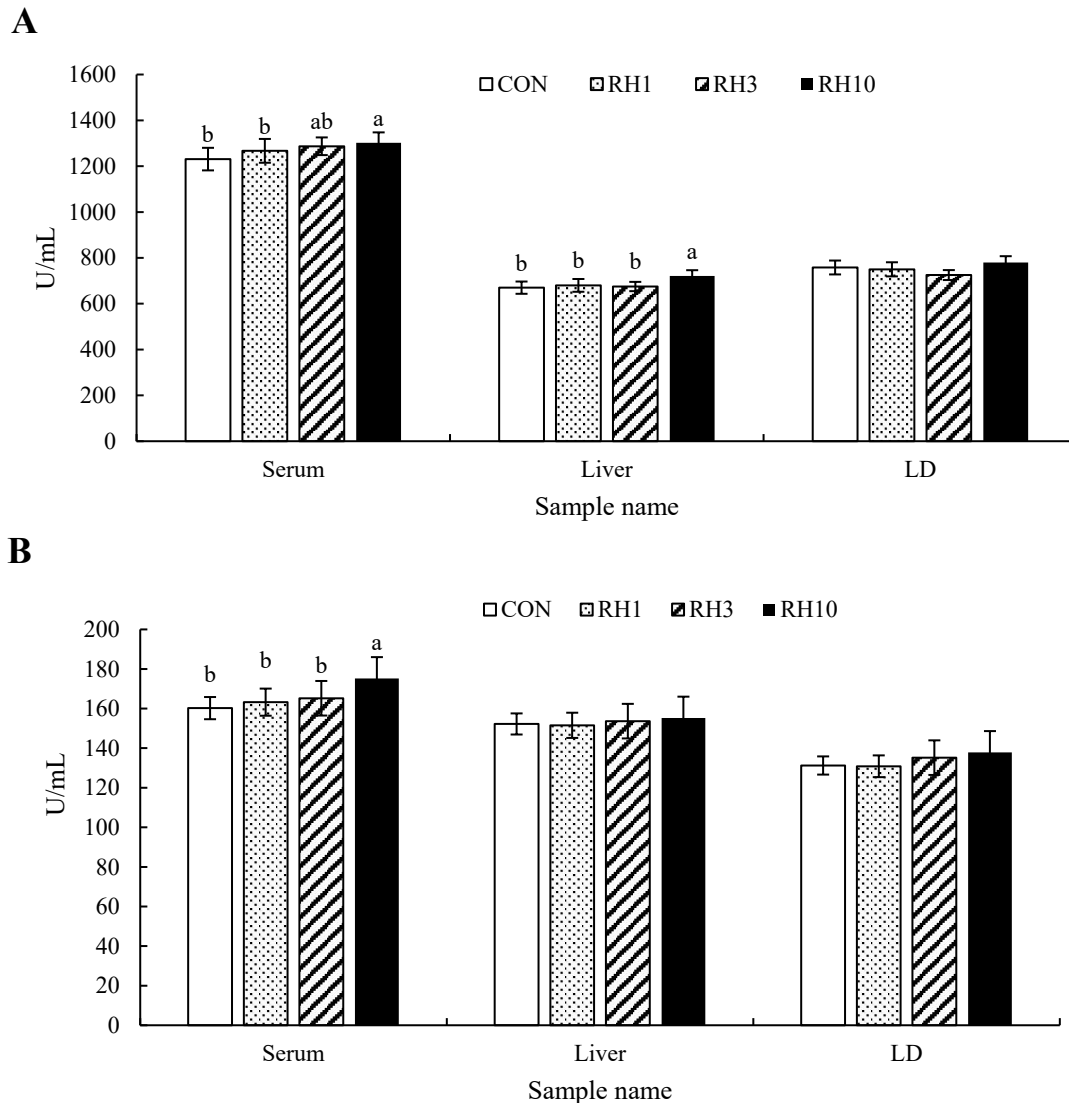 A
1600
1400
1200
1000
800
600
400
200
0
U/mL
CON RH1 RH3 RH10
b b ab a
b b b a
Serum Liver LD
Sample name
B
200
180
160
140
120
100
80
60
40
20
0
U/mL
CON RH1 RH3 RH10
b b b a
Serum Liver LD
Sample name